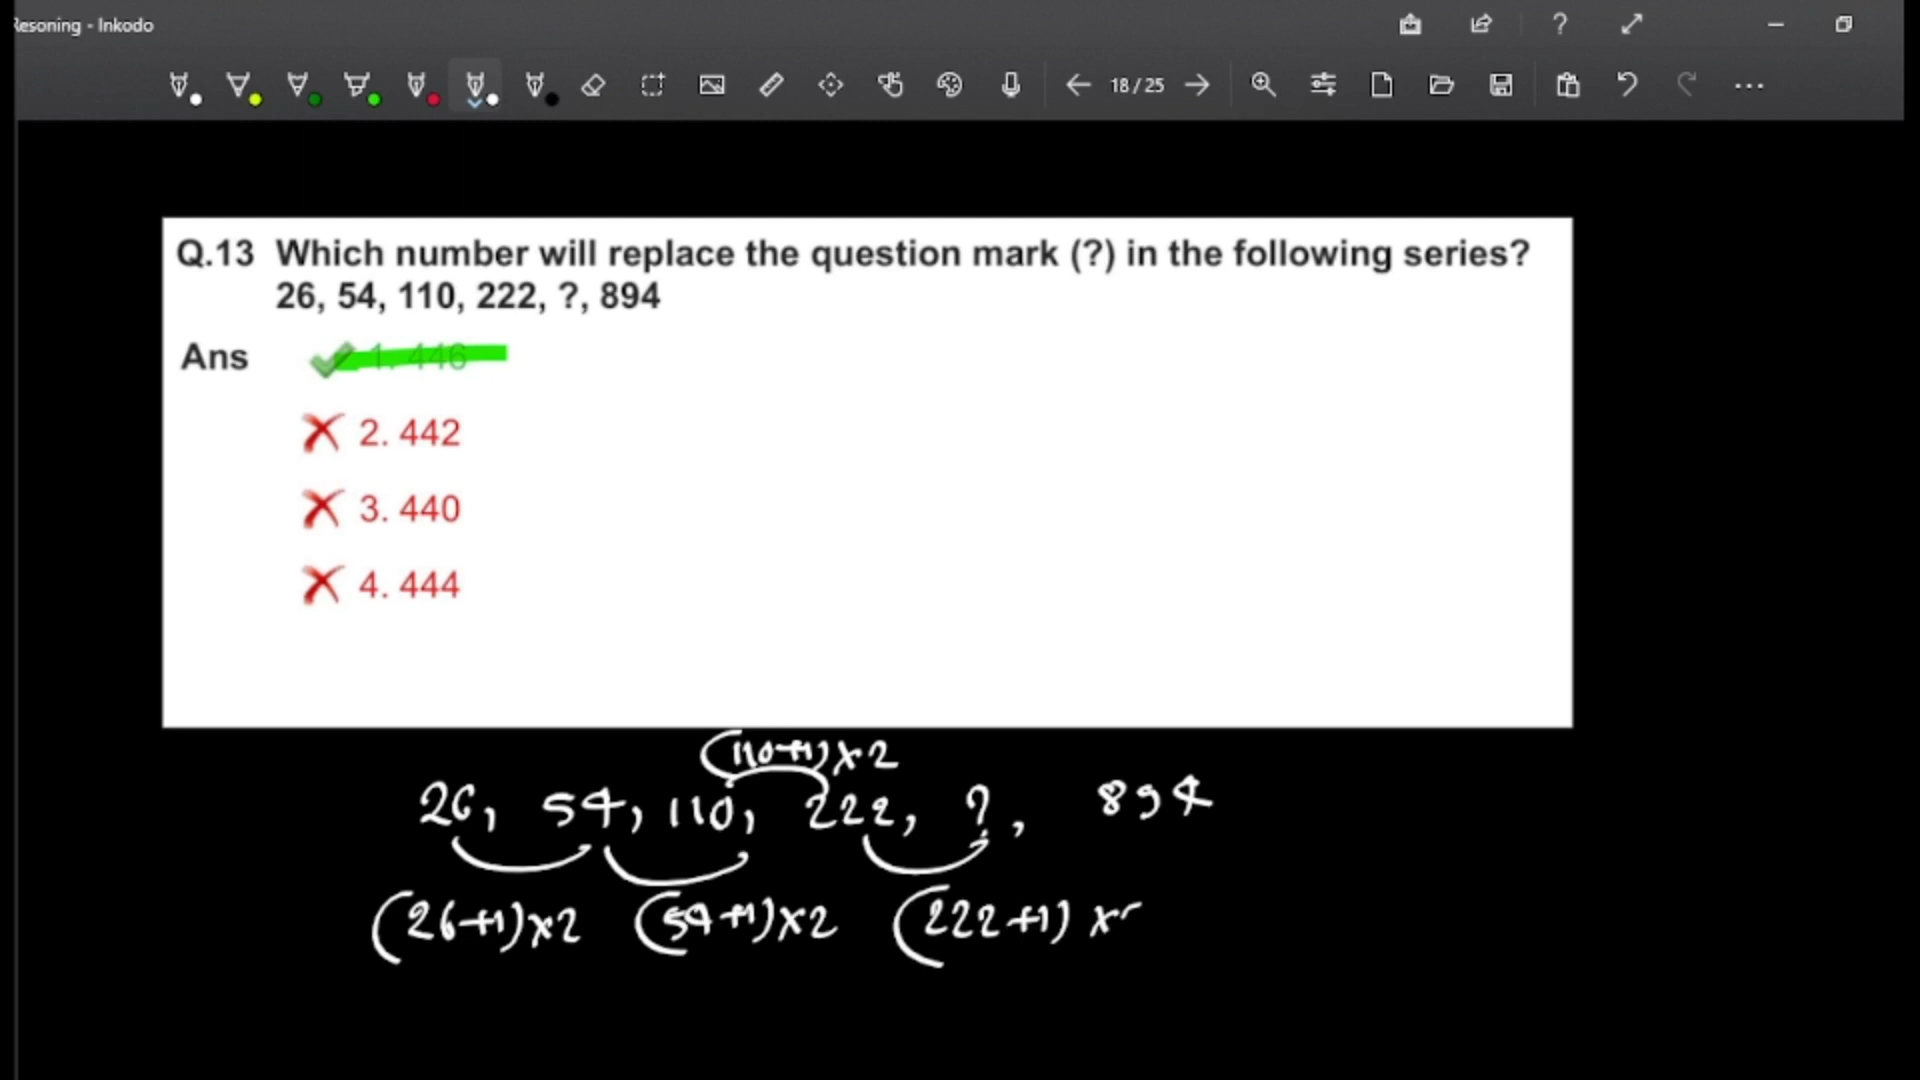 Resoning - Inkodo
18 / 25
Q.13 Which number will replace the question mark (?) in the following series?
26, 54, 110, 222, ?, 894
Ans 1. 446
2. 442
3. 440
4. 444
(110+1)×2
26, 54, 110, 222, ?, 894
(26+1)×2 (54+1)×2 (222+1) ×